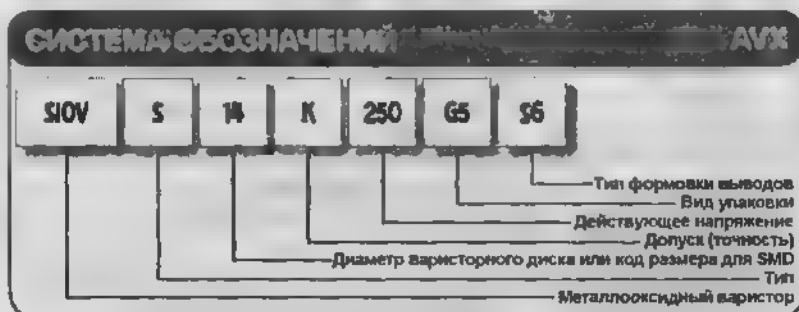 СИСТЕМА ОБОЗНАЧЕНИЙ AVX
SIOV S 14 K 250 G5 S6
Тип формовки выводов
Вид упаковки
Действующее напряжение
Допуск (точность)
Диаметр варисторного диска или код размера для SMD
Тип
Металлооксидный варистор